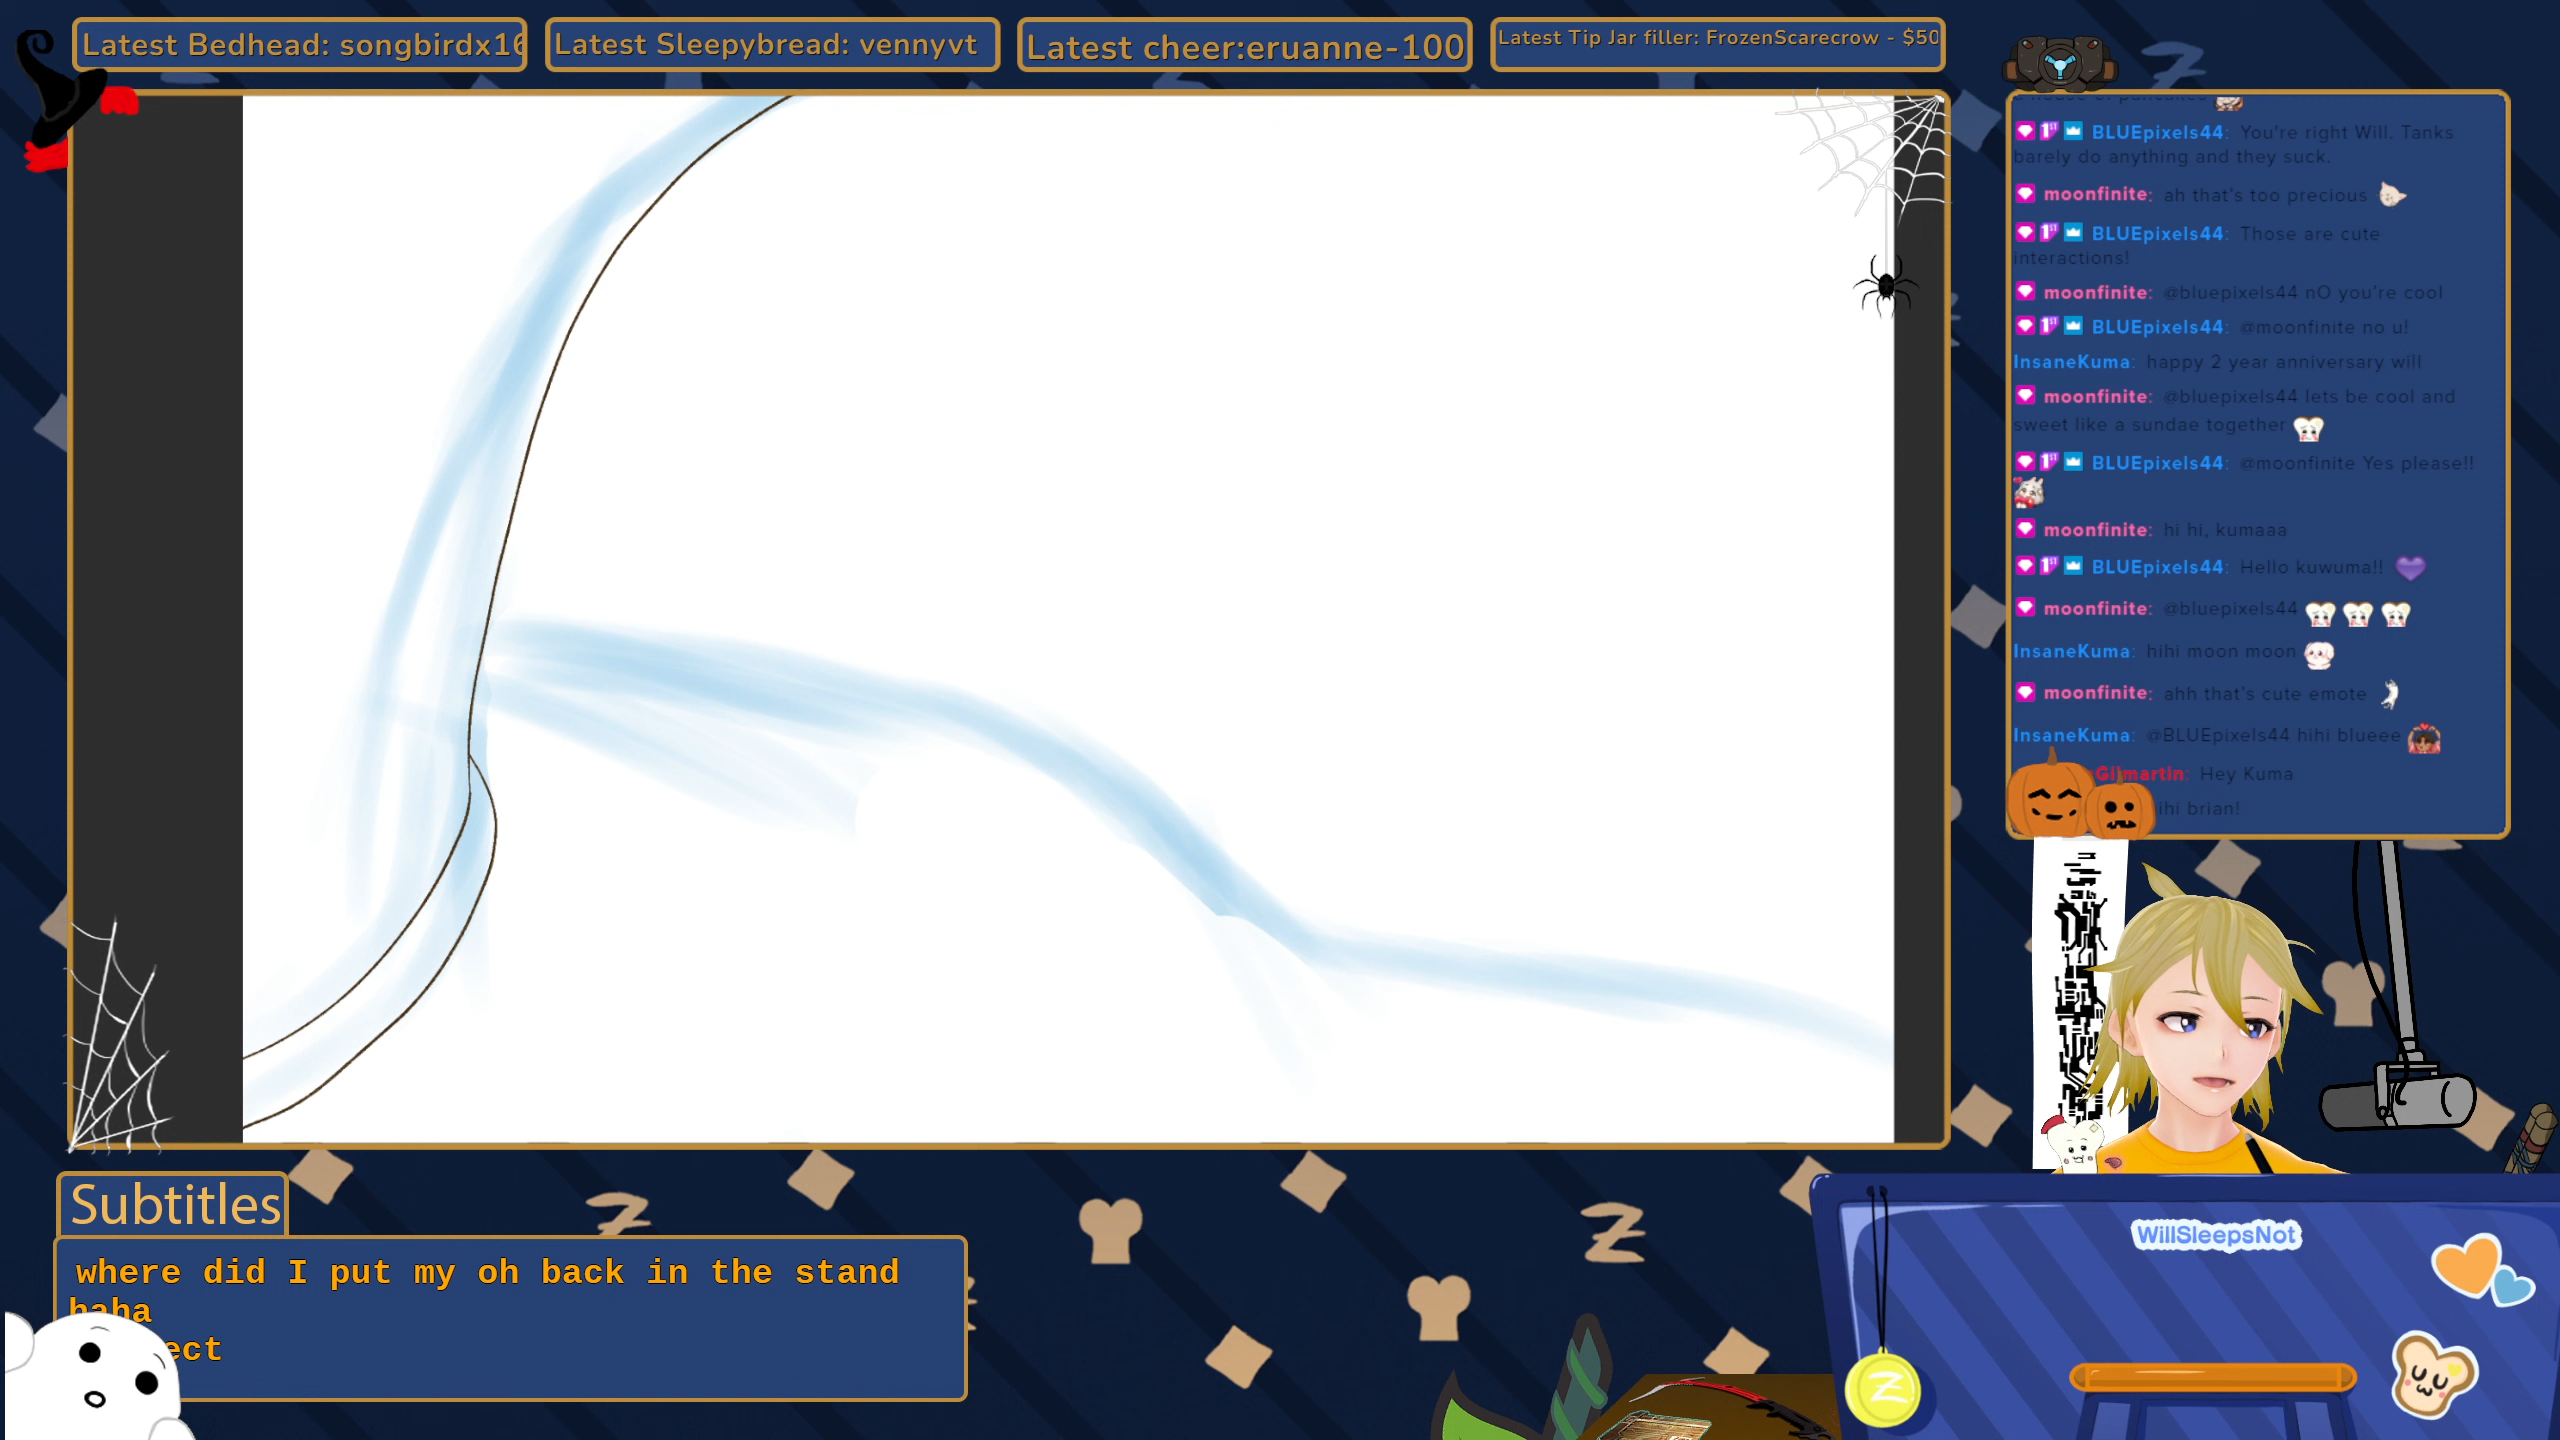 Latest Bedhead: songbirdx16
Latest Sleepybread: vennyvt
Latest cheer:eruanne-100
Latest Tip Jar filler: FrozenScarecrow - $50
BLUEpixels44: You're right Will. Tanks
barely do anything and they suck.
moonfinite: ah that's too precious
BLUEpixels44: Those are cute
interactions!
moonfinite: @bluepixels44 nO you're cool
BLUEpixels44: @moonfinite no u!
InsaneKuma: happy 2 year anniversary will
moonfinite: @bluepixels44 lets be cool and
sweet like a sundae together
BLUEpixels44: @moonfinite Yes please!!
moonfinite: hi hi, kumaaa
BLUEpixels44: Hello kuwuma!!
moonfinite: @bluepixels44
InsaneKuma: hihi moon moon
moonfinite: ahh that's cute emote
InsaneKuma: @BLUEpixels44 hihi blueee
Gilmartin: Hey Kuma
brian!
Subtitles
where did I put my oh back in the stand
haha
ect
WillSleepsNot
Z